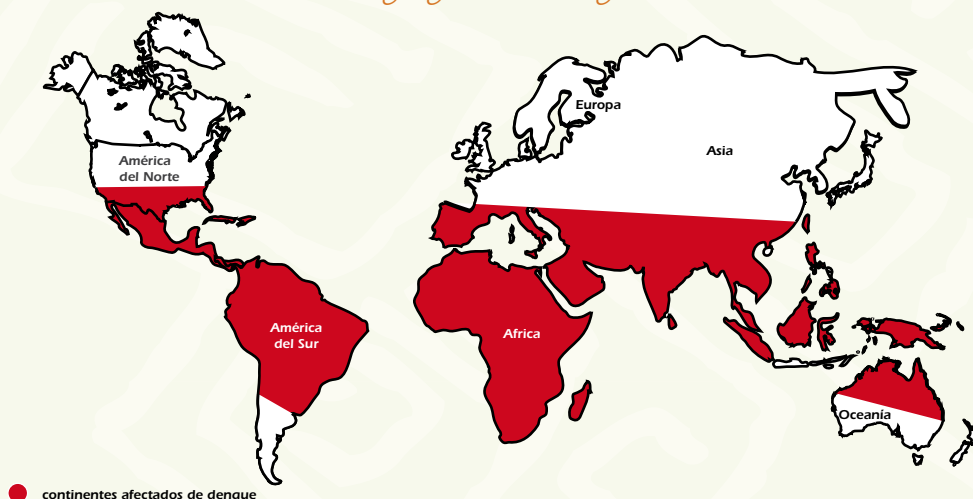 Europa
Asia
América
del Norte
América
del Sur
Africa
Oceanía
continentes afectados de dengue